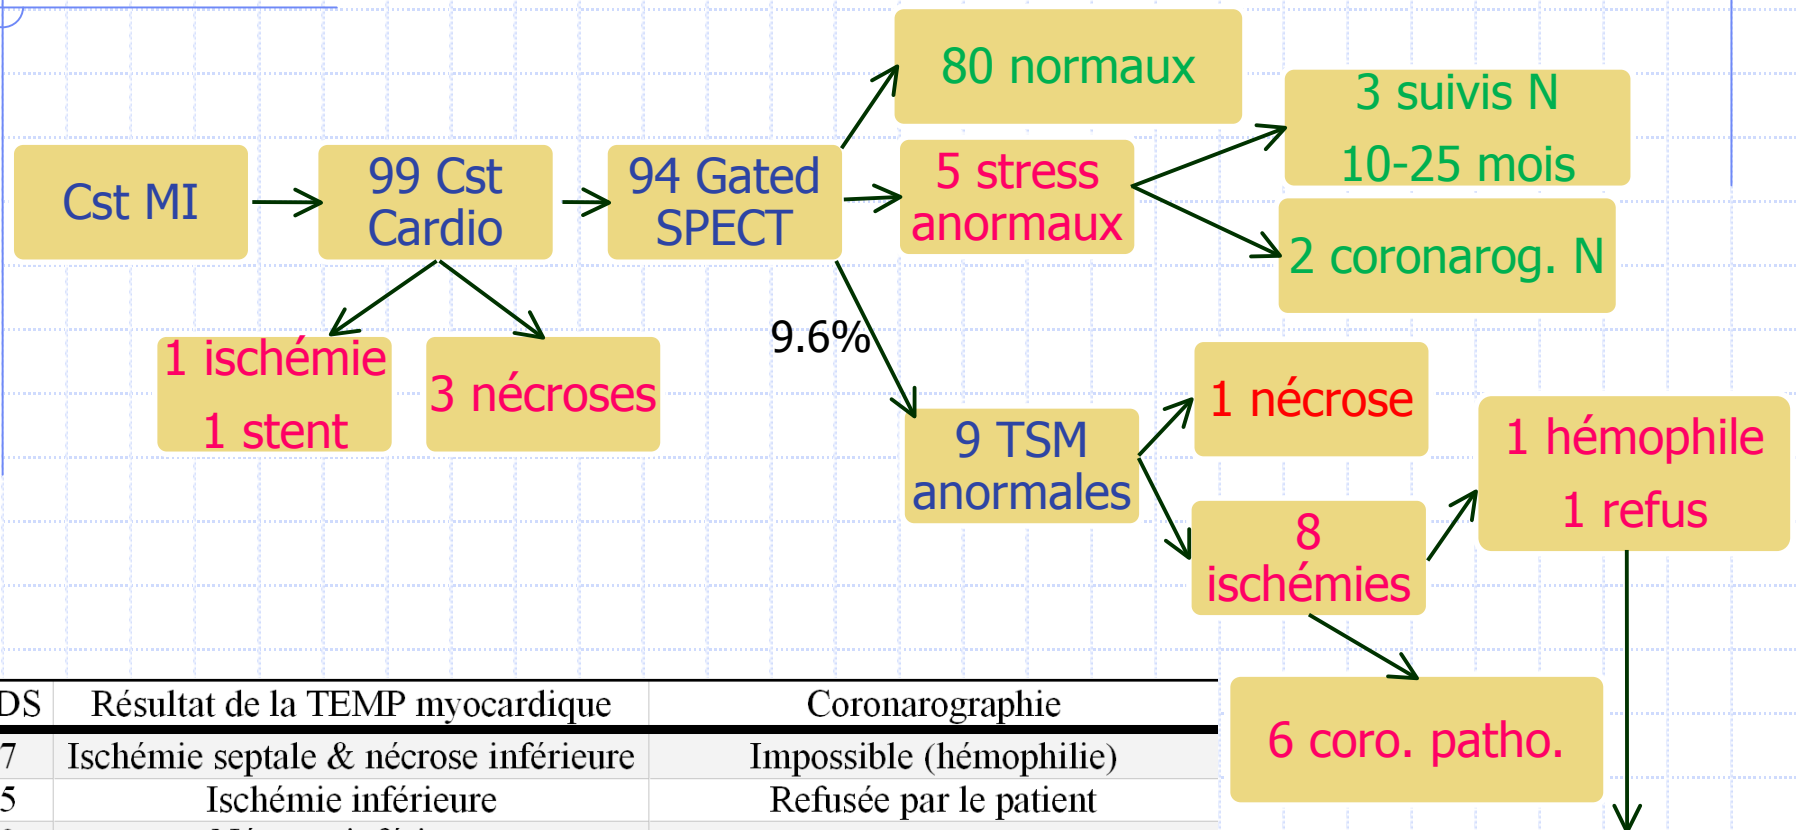 80 normaux
3 suivis N
10-25 mois
Cst MI
99 Cst
Cardio
94 Gated
SPECT
5 stress
anormaux
2 coronarog. N
9.6%
1 ischémie
1 stent
3 nécroses
1 nécrose
9 TSM
anormales
1 hémophile
1 refus
8
ischémies
6 coro. patho.
DS Résultat de la TEMP myocardique Coronarographie
7 Ischémie septale & nécrose inférieure Impossible (hémophilie)
5 Ischémie inférieure Refusée par le patient